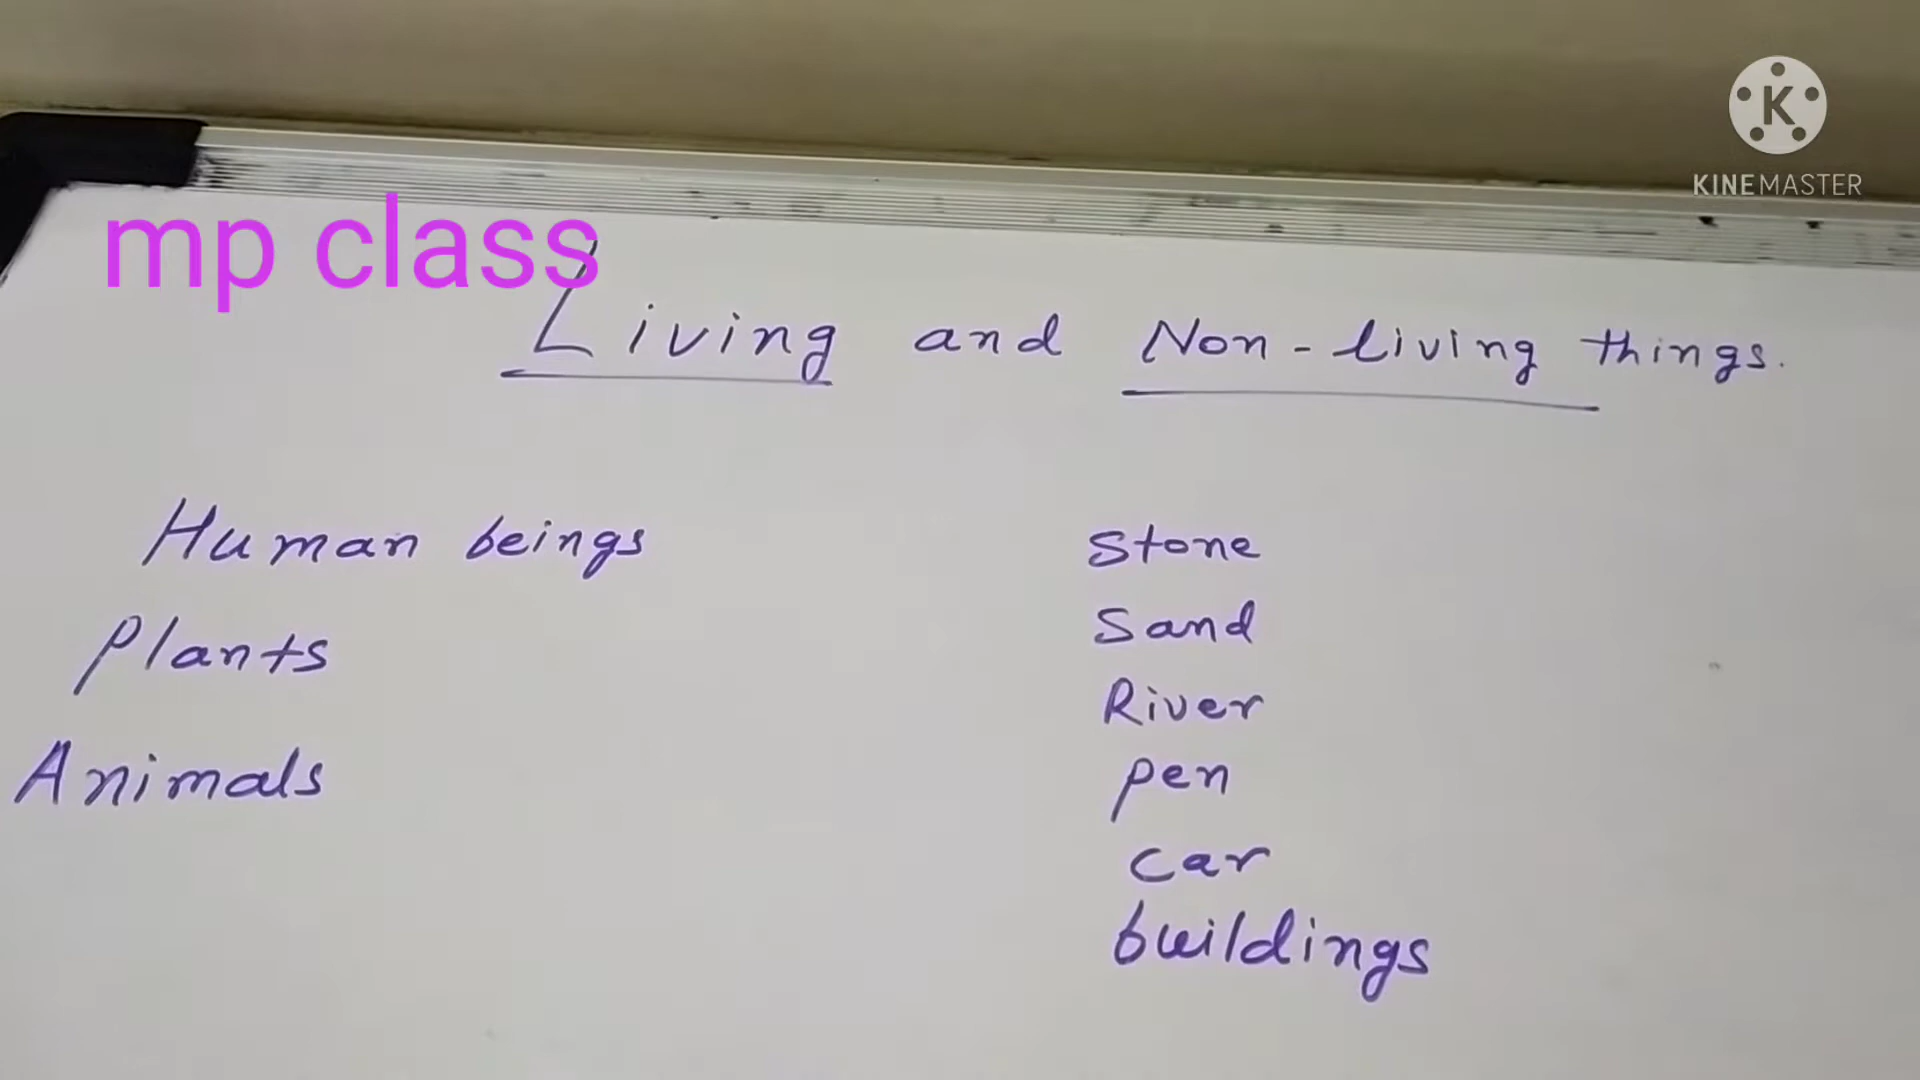 KINEMASTER
mp class
Living and Non-living things.
Human beings
Plants
Animals
Stone
Sand
River
pen
car
buildings